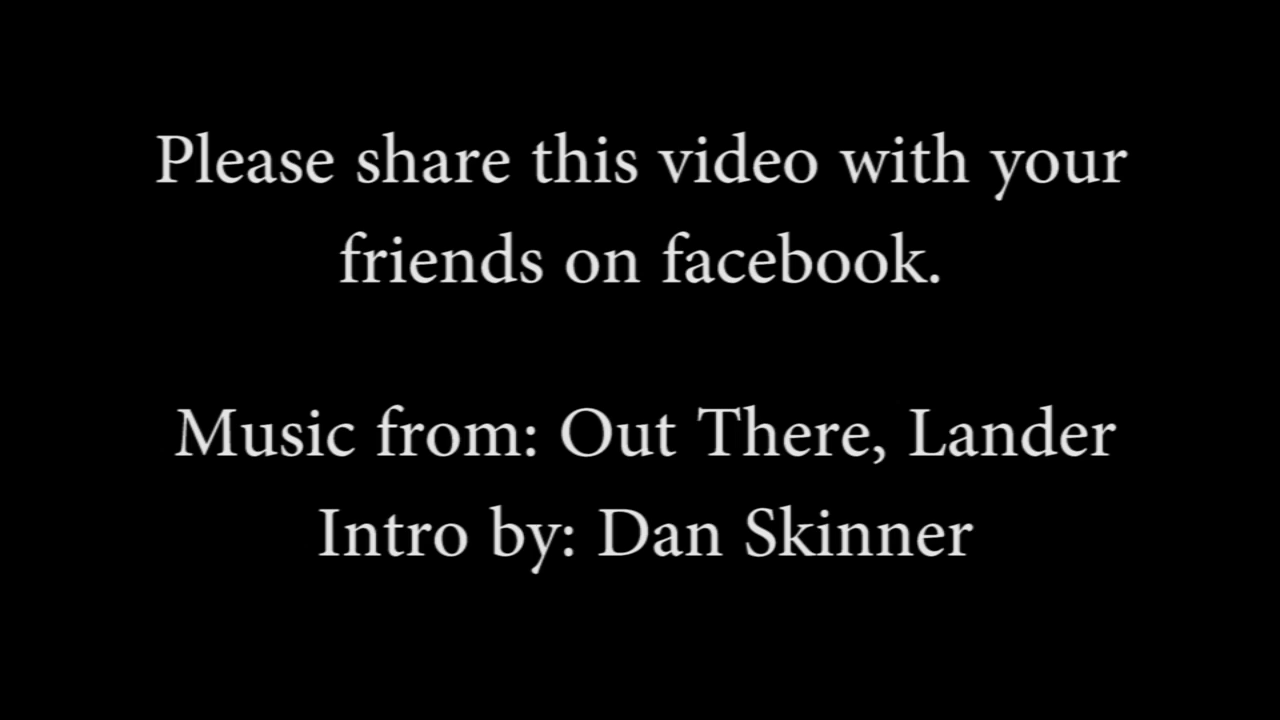 Please share this video with your
friends on facebook.
Music from: Out There, Lander
Intro by: Dan Skinner